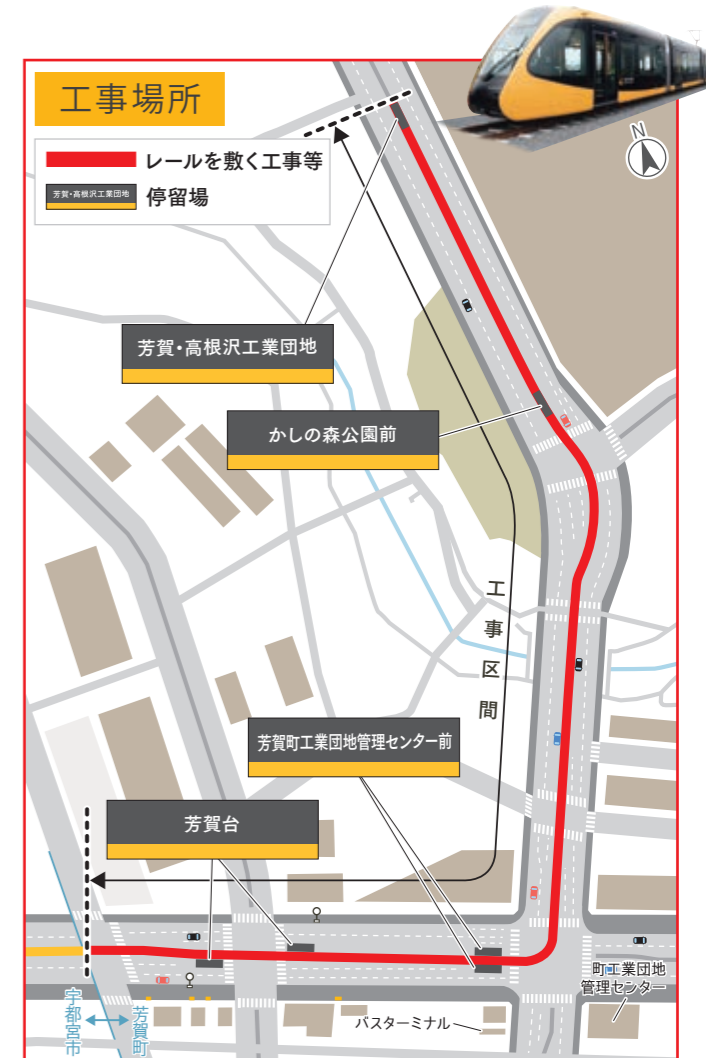 工事場所
N
レールを敷く工事等
芳賀・高根沢工業団地
停留場
芳賀・高根沢工業団地
かしの森公園前
工事区間
芳賀町工業団地管理センター前
芳賀台
町工業団地
管理センター
宇都宮市
芳賀町
バスターミナル